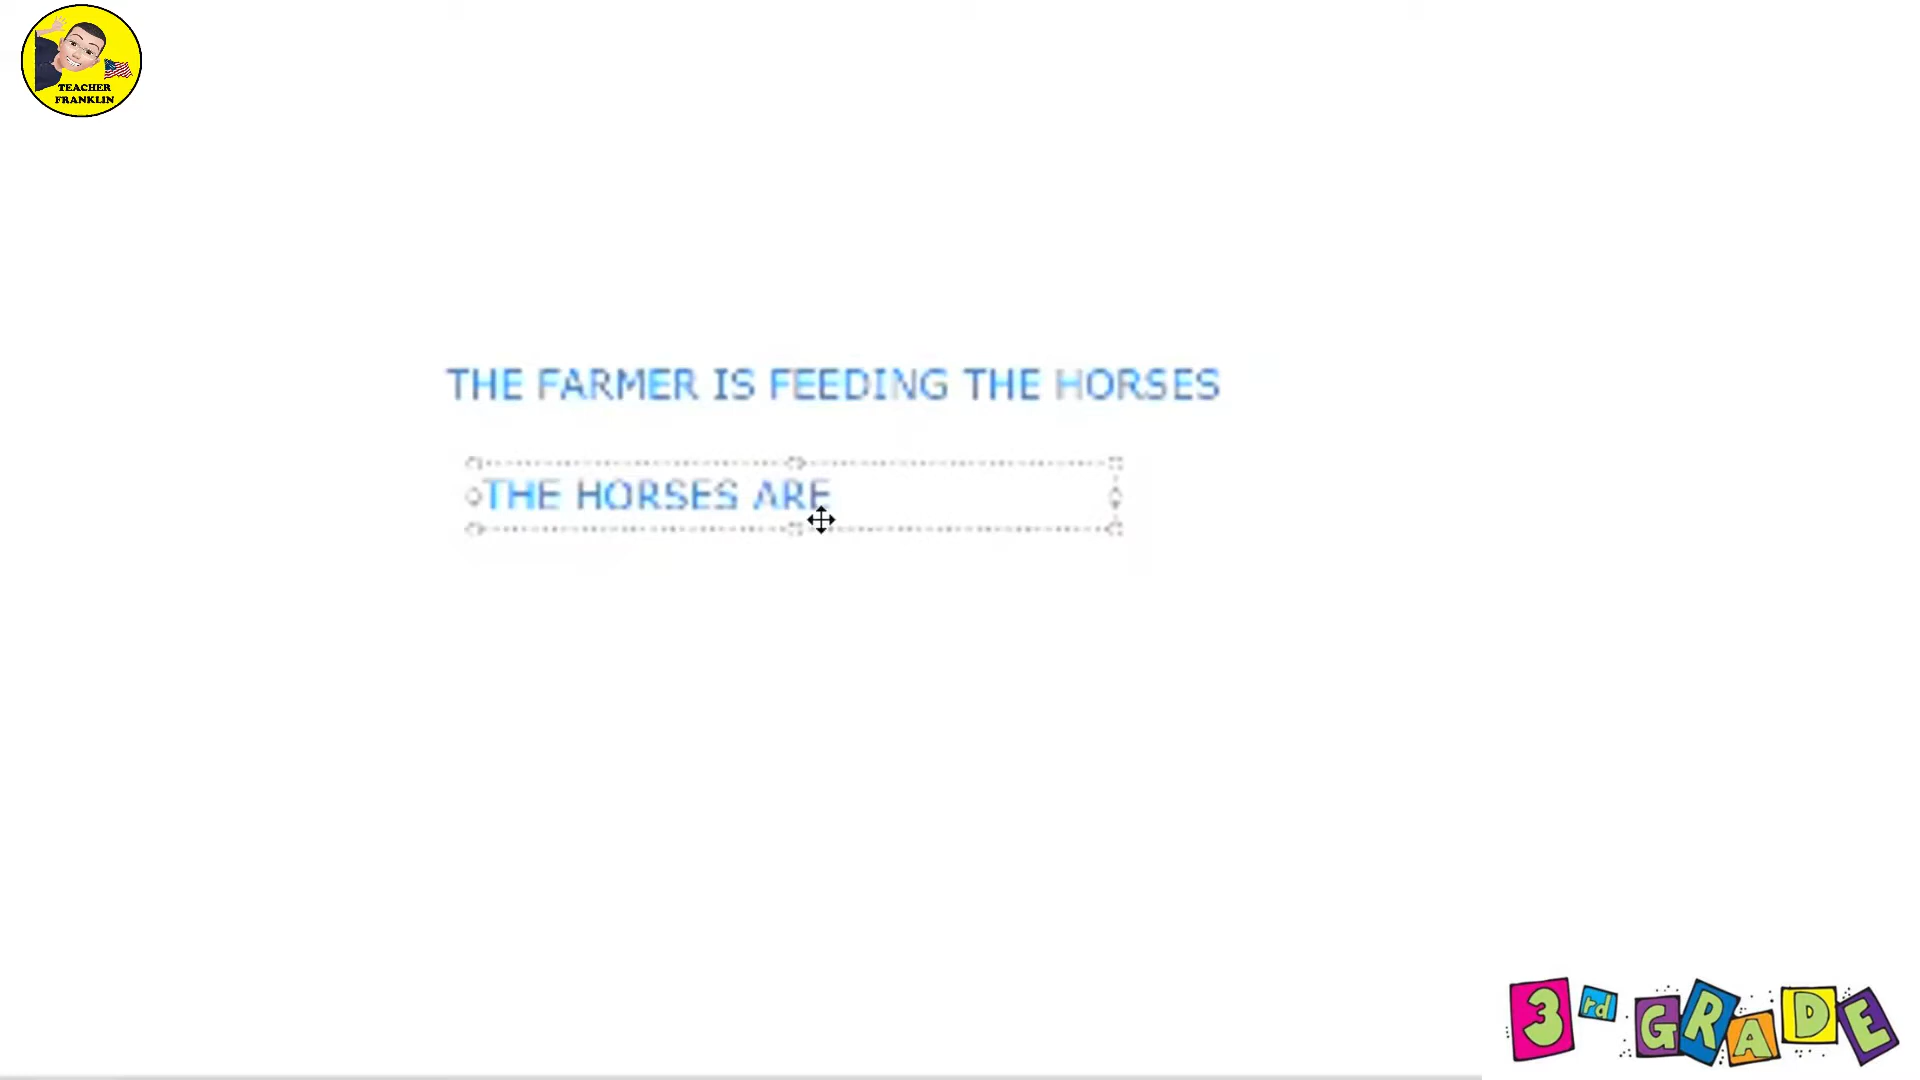 TEACHER
FRANKLIN
THE FARMER IS FEEDING THE HORSES
THE HORSES ARE
3rd GRADE